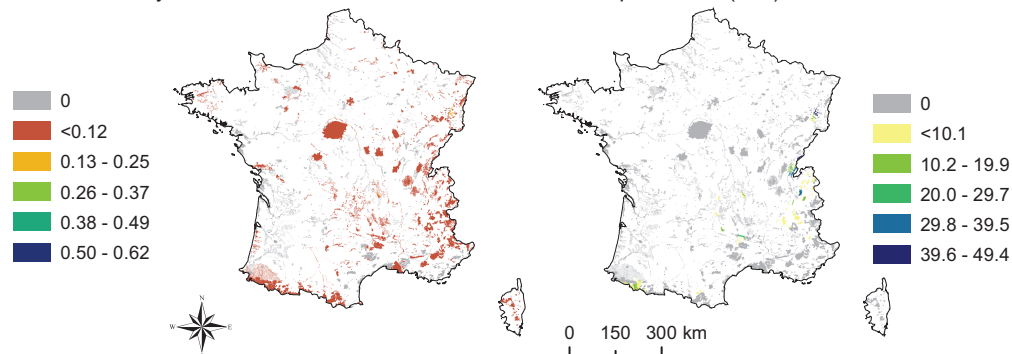 0
<0.12
0.13 - 0.25
0.26 - 0.37
0.38 - 0.49
0.50 - 0.62
N
W E
S
0 150 300 km
0
<10.1
10.2 - 19.9
20.0 - 29.7
29.8 - 39.5
39.6 - 49.4